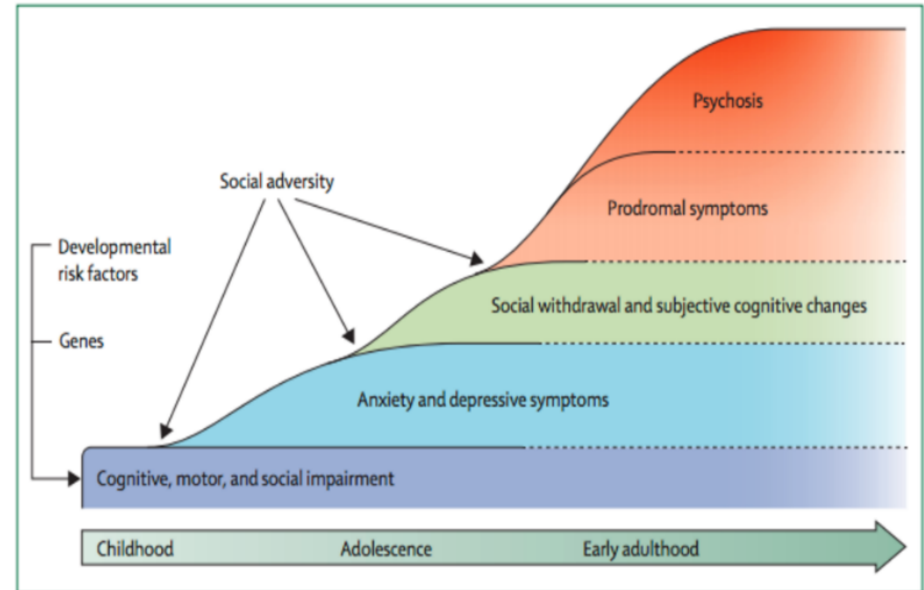 Psychosis
Social adversity
Prodromal symptoms
Developmental
risk factors
Social withdrawal and subjective cognitive changes
Genes
Anxiety and depressive symptoms
Cognitive, motor, and social impairment
Childhood
Adolescence
Early adulthood